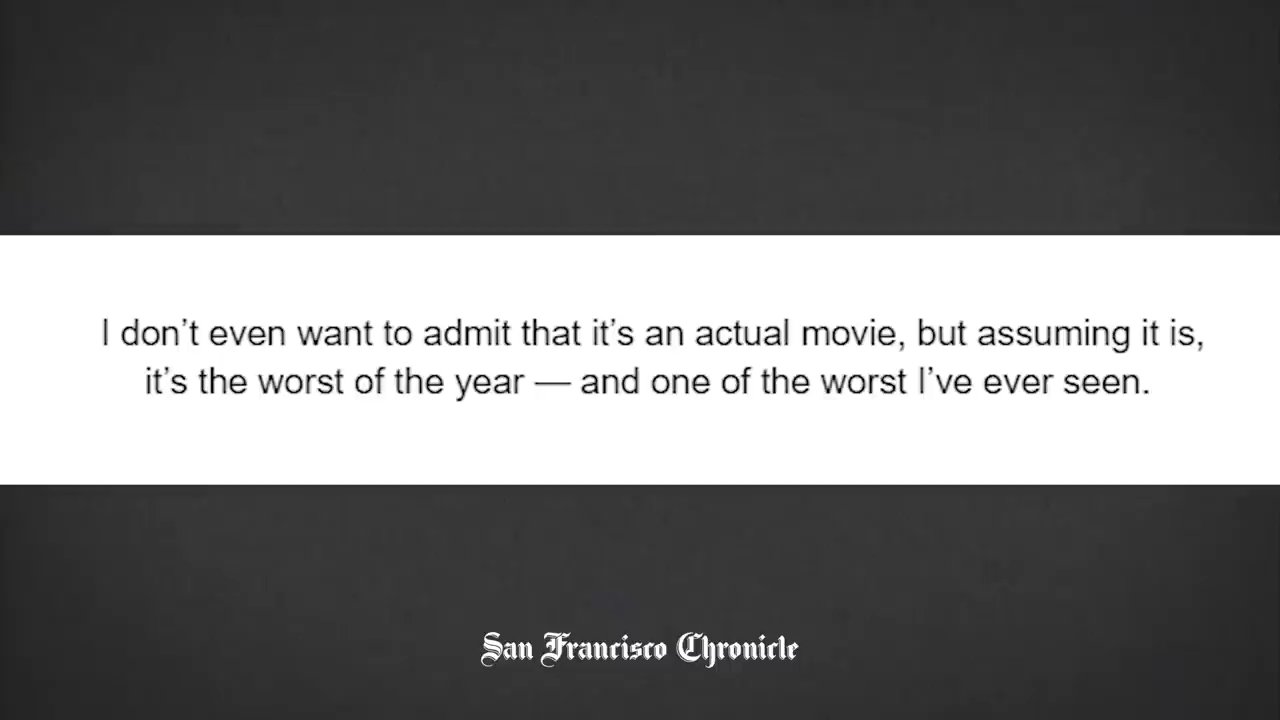 I don’t even want to admit that it’s an actual movie, but assuming it is,
it’s the worst of the year — and one of the worst I’ve ever seen.
San Francisco Chronicle